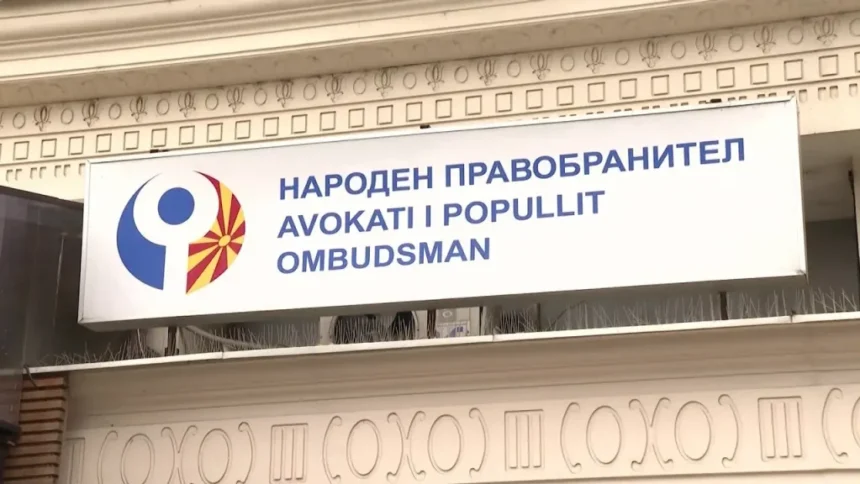 НАРОДЕН ПРАВОБРАНИТЕЛ
AVOKATI I POPULLIT
OMBUDSMAN